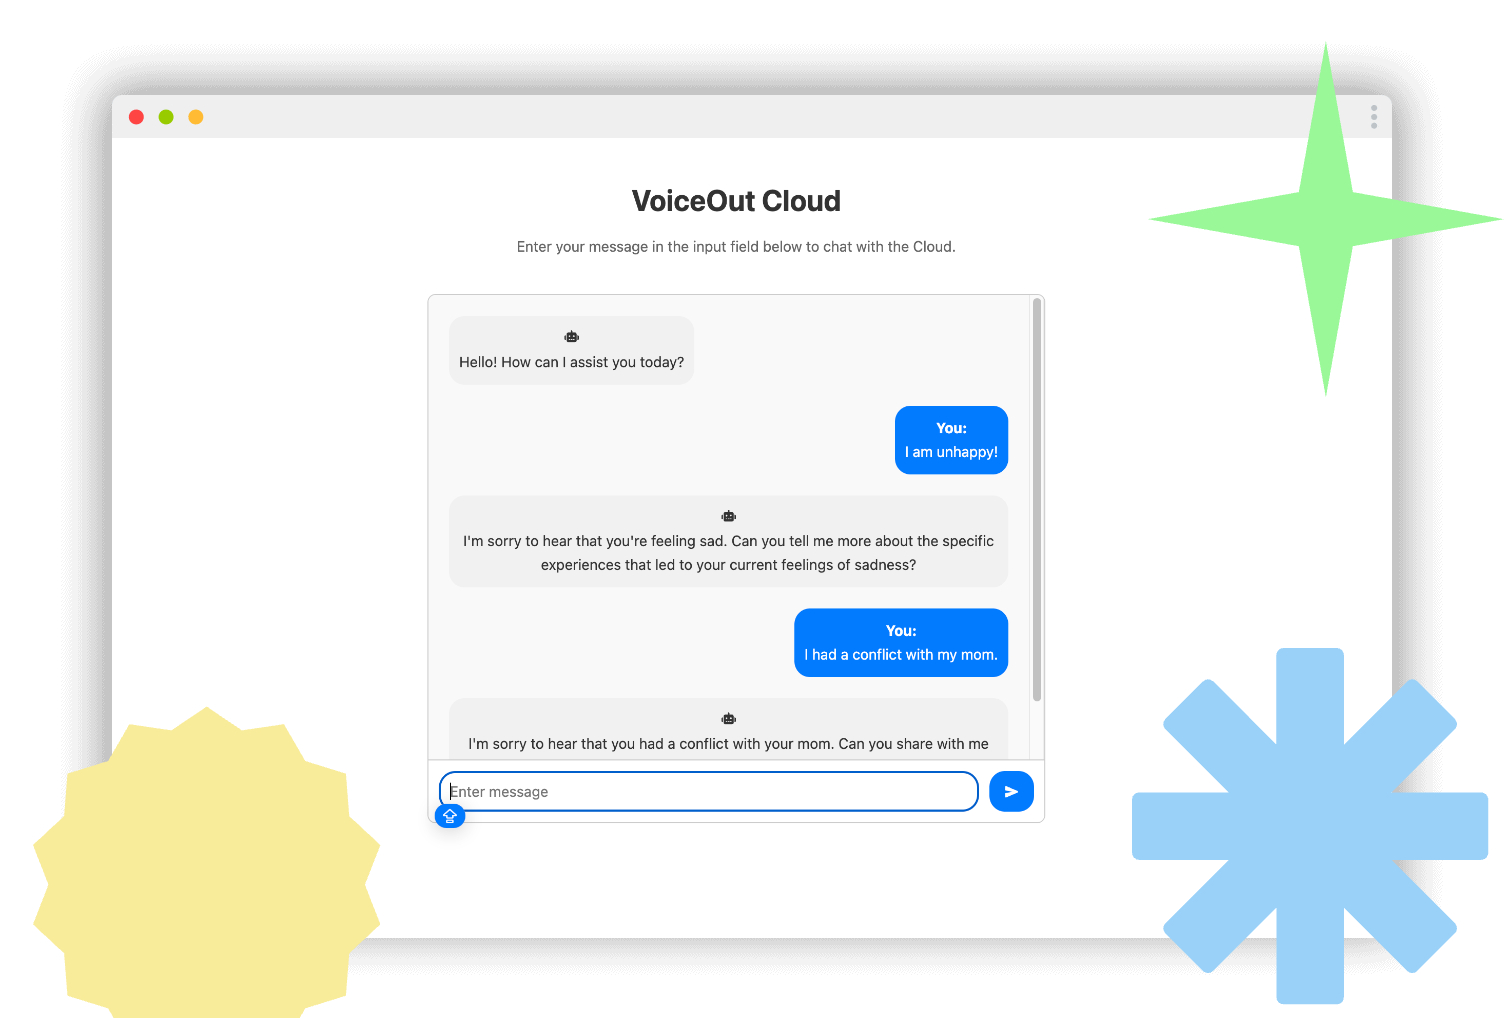 VoiceOut Cloud
Enter your message in the input field below to chat with the Cloud.
Hello! How can I assist you today?
You:
I am unhappy!
I'm sorry to hear that you're feeling sad. Can you tell me more about the specific
experiences that led to your current feelings of sadness?
You:
I had a conflict with my mom.
I'm sorry to hear that you had a conflict with your mom. Can you share with me
Enter message